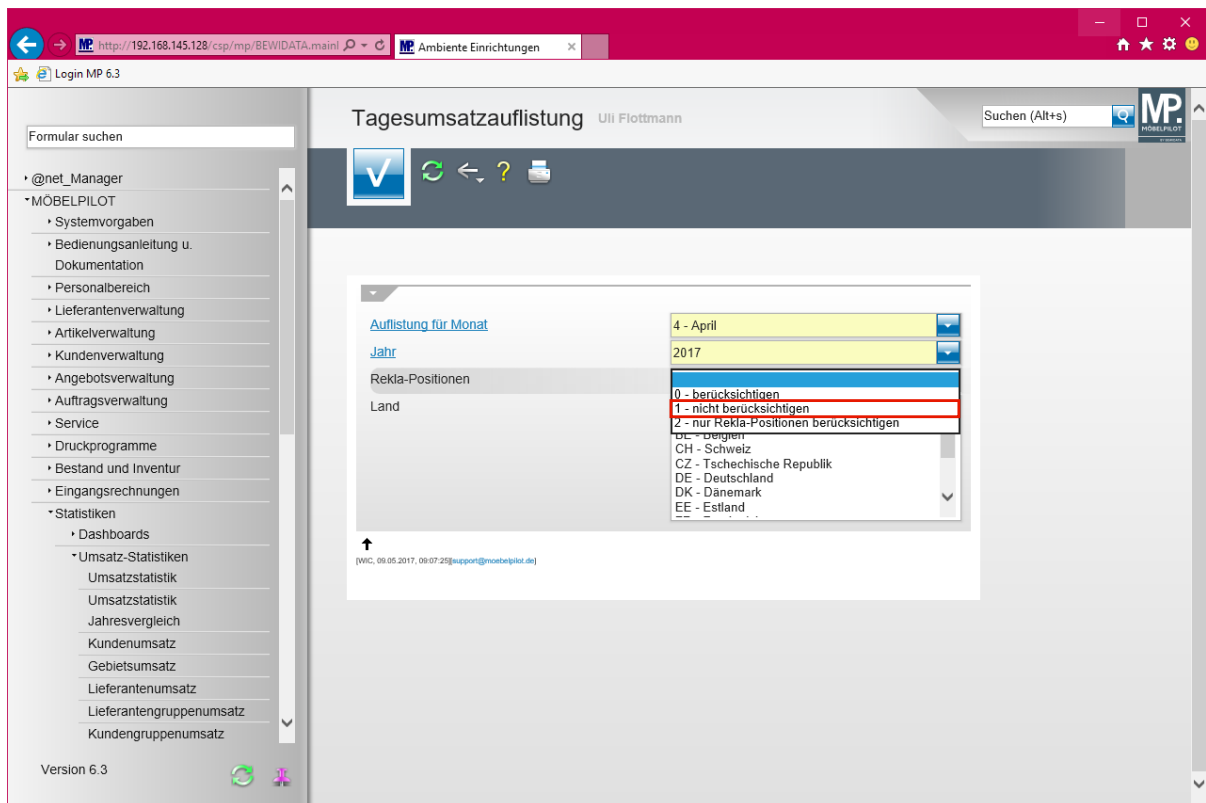 http://192.168.145.128/csp/mp/BEWIDATA.mainl
Ambiente Einrichtungen
Login MP 6.3
Formular suchen
@net_Manager
MÖBELPILOT
Systemvorgaben
Bedienungsanleitung u.
Dokumentation
Personalbereich
Lieferantenverwaltung
Artikelverwaltung
Kundenverwaltung
Angebotsverwaltung
Auftragsverwaltung
Service
Druckprogramme
Bestand und Inventur
Eingangsrechnungen
Statistiken
Dashboards
Umsatz-Statistiken
Umsatzstatistik
Umsatzstatistik
Jahresvergleich
Kundenumsatz
Gebietsumsatz
Lieferantenumsatz
Lieferantengruppenumsatz
Kundengruppenumsatz
Version 6.3
Tagesumsatzauflistung Uli Flottmann
Suchen (Alt+s)
MP.
MÖBELPILOT
Auflistung für Monat 4 - April
Jahr 2017
Rekla-Positionen
0 - berücksichtigen
1 - nicht berücksichtigen
2 - nur Rekla-Positionen berücksichtigen
Land
BE - Belgien
CH - Schweiz
CZ - Tschechische Republik
DE - Deutschland
DK - Dänemark
EE - Estland
[WIC, 09.05.2017, 09:07:25][support@moebelpilot.de]